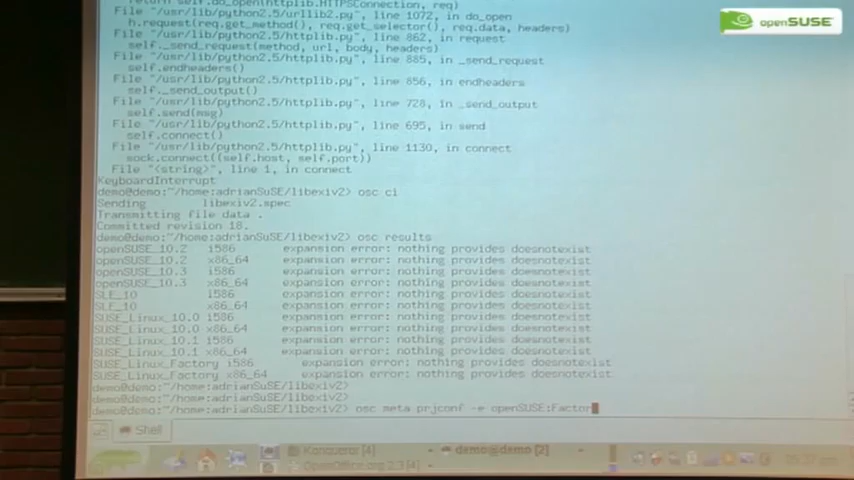 return self.do_open(httplib.HTTPSConnection, req)
File "/usr/lib/python2.5/urllib2.py", line 1072, in do_open
h.request(req.get_method(), req.get_selector(), req.data, headers)
File "/usr/lib/python2.5/httplib.py", line 862, in request
self._send_request(method, url, body, headers)
File "/usr/lib/python2.5/httplib.py", line 885, in _send_request
self.endheaders()
File "/usr/lib/python2.5/httplib.py", line 856, in endheaders
self._send_output()
File "/usr/lib/python2.5/httplib.py", line 728, in _send_output
self.send(msg)
File "/usr/lib/python2.5/httplib.py", line 695, in send
self.connect()
File "/usr/lib/python2.5/httplib.py", line 1130, in connect
sock.connect((self.host, self.port))
File "<string>", line 1, in connect
KeyboardInterrupt
demo@demo:~/home:adrianSuSE/libexiv2> osc ci
Sending libexiv2.spec
Transmitting file data .
Committed revision 18.
demo@demo:~/home:adrianSuSE/libexiv2> osc results
openSUSE_10.2 i586 expansion error: nothing provides doesnotexist
openSUSE_10.2 x86_64 expansion error: nothing provides doesnotexist
openSUSE_10.3 i586 expansion error: nothing provides doesnotexist
openSUSE_10.3 x86_64 expansion error: nothing provides doesnotexist
SLE_10 i586 expansion error: nothing provides doesnotexist
SLE_10 x86_64 expansion error: nothing provides doesnotexist
SUSE_Linux_10.0 i586 expansion error: nothing provides doesnotexist
SUSE_Linux_10.0 x86_64 expansion error: nothing provides doesnotexist
SUSE_Linux_10.1 i586 expansion error: nothing provides doesnotexist
SUSE_Linux_10.1 x86_64 expansion error: nothing provides doesnotexist
SUSE_Linux_Factory i586 expansion error: nothing provides doesnotexist
SUSE_Linux_Factory x86_64 expansion error: nothing provides doesnotexist
demo@demo:~/home:adrianSuSE/libexiv2>
demo@demo:~/home:adrianSuSE/libexiv2>
demo@demo:~/home:adrianSuSE/libexiv2> osc meta prjconf -e openSUSE:Factor
Shell
Konqueror [4]
demo@demo [2]
OpenOffice.org 2.3 [4]
openSUSE